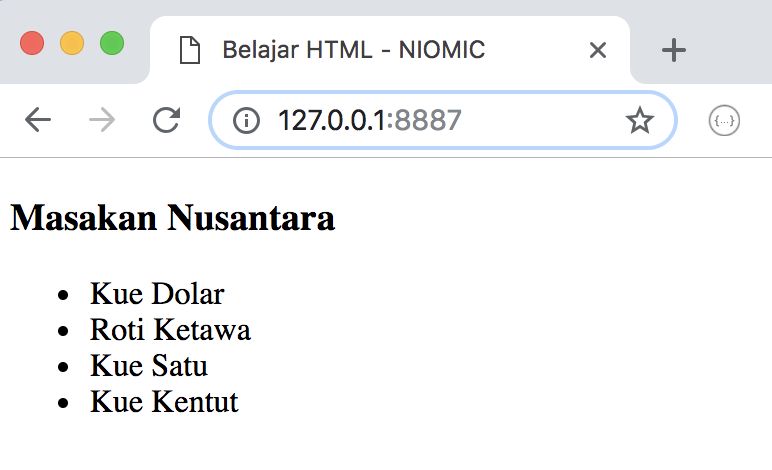 Belajar HTML - NIOMIC
127.0.0.1:8887
{...}
Masakan Nusantara
• Kue Dolar
• Roti Ketawa
• Kue Satu
• Kue Kentut